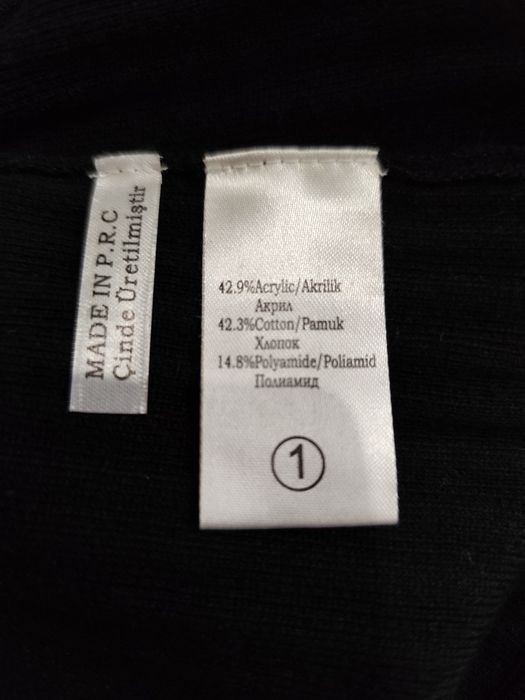 MADE IN P.R.C
Çinde Üretilmiştir
42.9%Acrylic/Akrilik
Акрил
42.3%Cotton/Pamuk
Хлопок
14.8%Polyamide/Poliamid
Полиамид
1